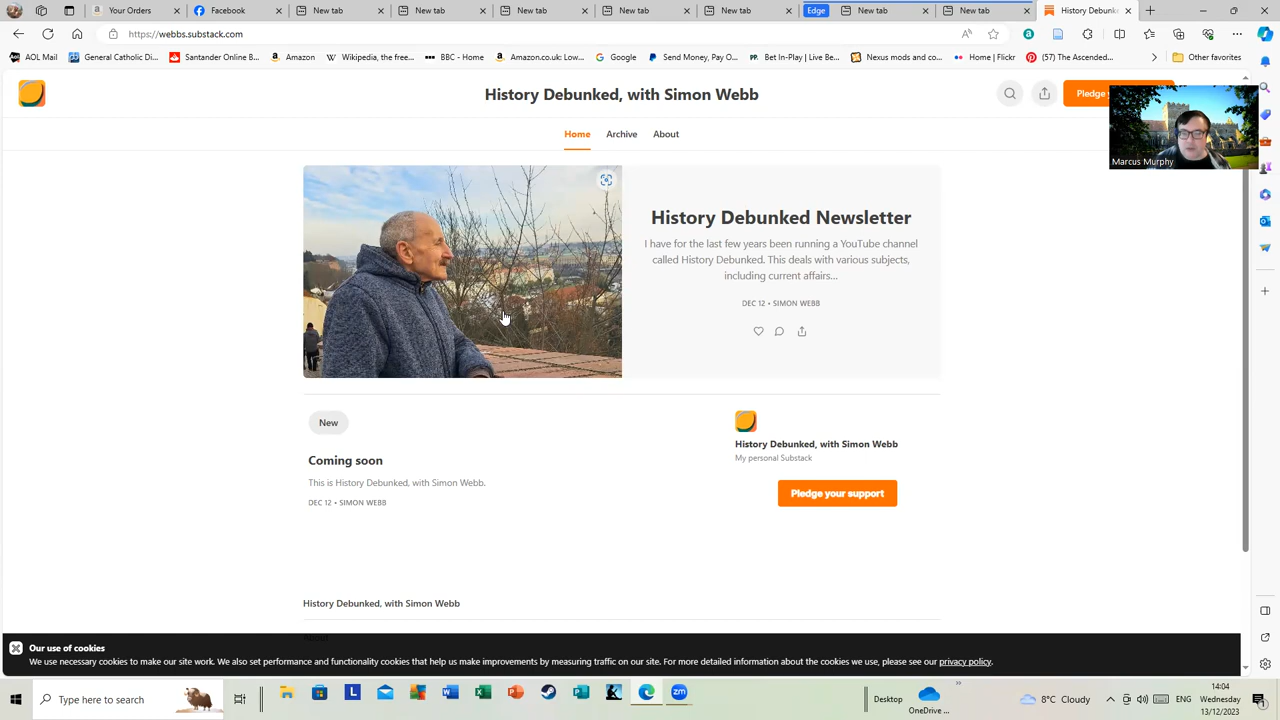 Your Orders
Facebook
New tab
New tab
New tab
New tab
New tab
Edge
New tab
New tab
History Debunk
https://webbs.substack.com
AOL Mail
General Catholic Di...
Santander Online B...
Amazon
Wikipedia, the free...
BBC - Home
Amazon.co.uk: Low...
Google
Send Money, Pay O...
Bet In-Play | Live Be...
Nexus mods and co...
Home | Flickr
(57) The Ascended...
Other favorites
History Debunked, with Simon Webb
Pledge y
Marcus Murphy
Home
Archive
About
History Debunked Newsletter
I have for the last few years been running a YouTube channel
called History Debunked. This deals with various subjects,
including current affairs...
DEC 12 • SIMON WEBB
New
Coming soon
This is History Debunked, with Simon Webb.
DEC 12 • SIMON WEBB
History Debunked, with Simon Webb
My personal Substack
Pledge your support
History Debunked, with Simon Webb
About
Our use of cookies
We use necessary cookies to make our site work. We also set performance and functionality cookies that help us make improvements by measuring traffic on our site. For more detailed information about the cookies we use, please see our privacy policy.
Type here to search
Desktop
OneDrive ...
8°C Cloudy
ENG
14:04
Wednesday
13/12/2023